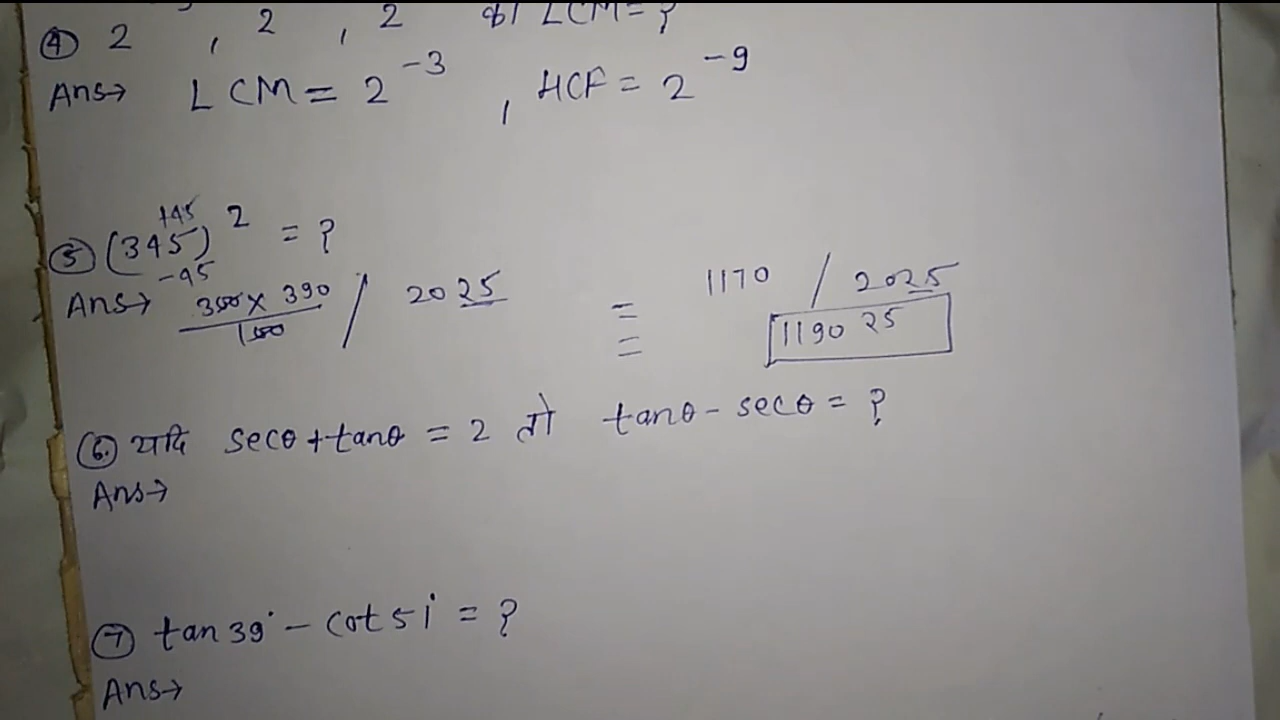 ④ 2 , 2 , 2 LCM = ?
Ans→ LCM = 2^-3 , HCF = 2^-9
+45
⑤ (345)^2 = ?
-45
Ans→ 300 × 390 / 2025 = 1170 / 2025
100 = 119025
⑥ यदि secθ + tanθ = 2 तो tanθ - secθ = ?
Ans→
⑦ tan 39° - cot 51° = ?
Ans→